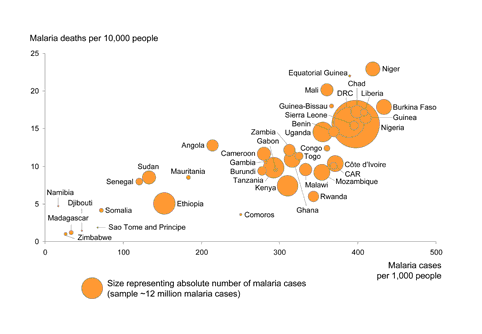 Malaria deaths per 10,000 people
25
20
15
10
5
0
0
100
200
300
400
500
Equatorial Guinea
Niger
Chad
Mali
DRC
Liberia
Guinea-Bissau
Burkina Faso
Sierra Leone
Guinea
Benin
Nigeria
Zambia
Uganda
Gabon
Angola
Congo
Cameroon
Togo
Gambia
Côte d'Ivoire
Sudan
Mauritania
Burundi
CAR
Senegal
Tanzania
Mozambique
Kenya
Malawi
Namibia
Djibouti
Ethiopia
Rwanda
Madagascar
Somalia
Comoros
Ghana
Sao Tome and Principe
Zimbabwe
Malaria cases
per 1,000 people
Size representing absolute number of malaria cases
(sample ~12 million malaria cases)